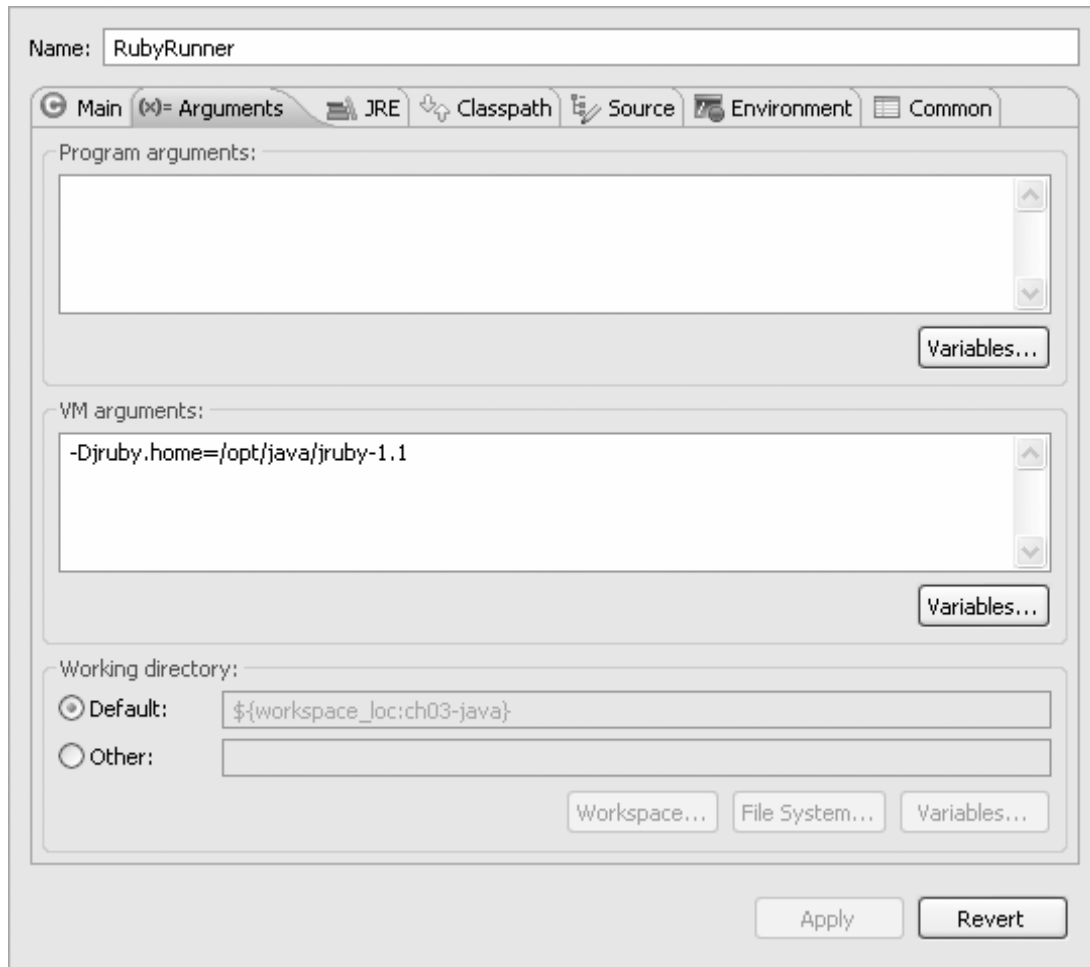 Name: RubyRunner
Main (x)= Arguments JRE Classpath Source Environment Common
Program arguments:
Variables...
VM arguments:
-Djruby.home=/opt/java/jruby-1.1
Variables...
Working directory:
Default: ${workspace_loc:ch03-java}
Other:
Workspace... File System... Variables...
Apply Revert